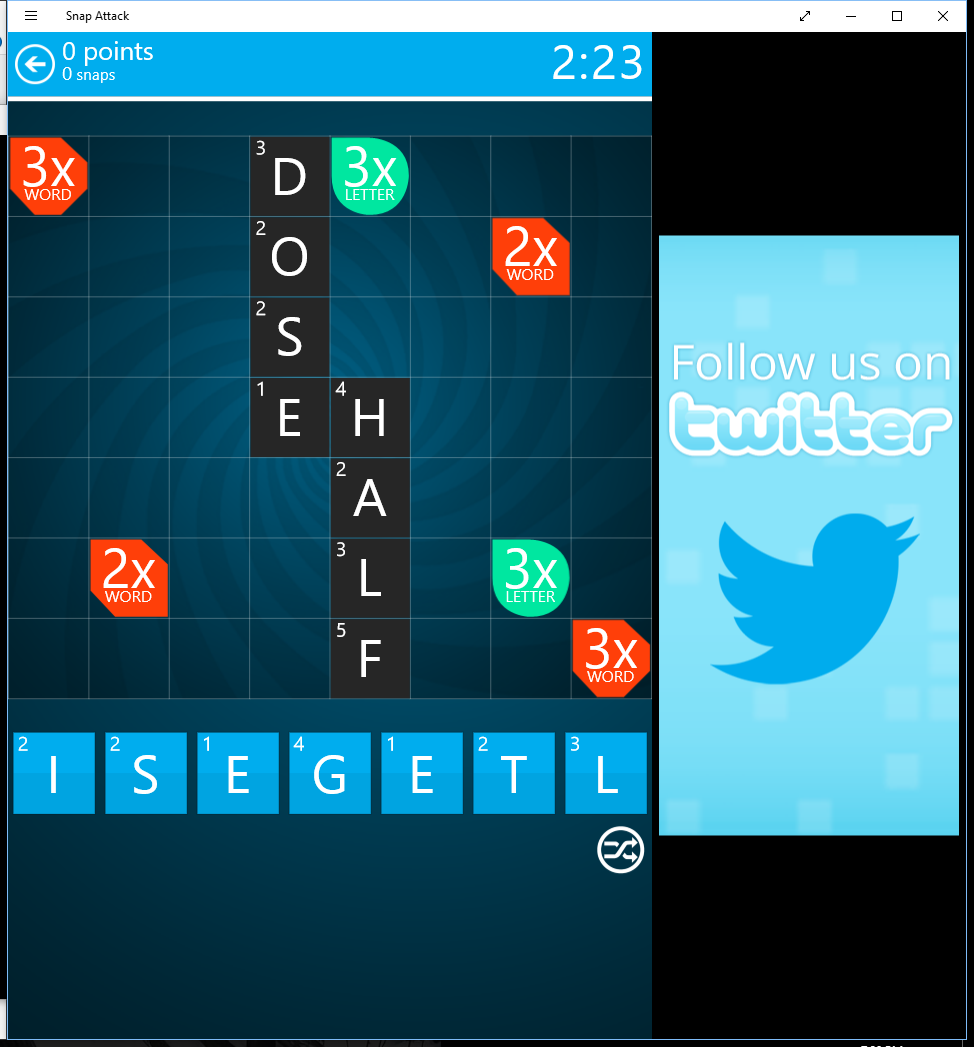 Snap Attack
0 points
0 snaps
2:23
3x
WORD
3
D
3x
LETTER
2
O
2x
WORD
2
S
1
E
4
H
2
A
2x
WORD
3
L
3x
LETTER
5
F
3x
WORD
2
I
2
S
1
E
4
G
1
E
2
T
3
L
Follow us on
twitter